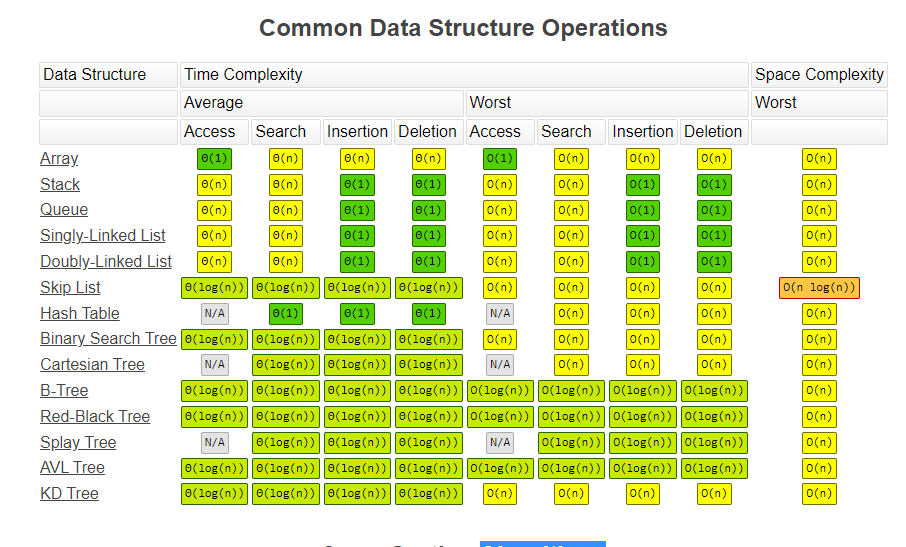 Common Data Structure Operations
Data Structure Time Complexity Space Complexity
Average Worst Worst
Access Search Insertion Deletion Access Search Insertion Deletion
Array Θ(1) Θ(n) Θ(n) Θ(n) O(1) O(n) O(n) O(n) O(n)
Stack Θ(n) Θ(n) Θ(1) Θ(1) O(n) O(n) O(1) O(1) O(n)
Queue Θ(n) Θ(n) Θ(1) Θ(1) O(n) O(n) O(1) O(1) O(n)
Singly-Linked List Θ(n) Θ(n) Θ(1) Θ(1) O(n) O(n) O(1) O(1) O(n)
Doubly-Linked List Θ(n) Θ(n) Θ(1) Θ(1) O(n) O(n) O(1) O(1) O(n)
Skip List Θ(log(n)) Θ(log(n)) Θ(log(n)) Θ(log(n)) O(n) O(n) O(n) O(n) O(n log(n))
Hash Table N/A Θ(1) Θ(1) Θ(1) N/A O(n) O(n) O(n) O(n)
Binary Search Tree Θ(log(n)) Θ(log(n)) Θ(log(n)) Θ(log(n)) O(n) O(n) O(n) O(n) O(n)
Cartesian Tree N/A Θ(log(n)) Θ(log(n)) Θ(log(n)) N/A O(n) O(n) O(n) O(n)
B-Tree Θ(log(n)) Θ(log(n)) Θ(log(n)) Θ(log(n)) O(log(n)) O(log(n)) O(log(n)) O(log(n)) O(n)
Red-Black Tree Θ(log(n)) Θ(log(n)) Θ(log(n)) Θ(log(n)) O(log(n)) O(log(n)) O(log(n)) O(log(n)) O(n)
Splay Tree N/A Θ(log(n)) Θ(log(n)) Θ(log(n)) N/A O(log(n)) O(log(n)) O(log(n)) O(n)
AVL Tree Θ(log(n)) Θ(log(n)) Θ(log(n)) Θ(log(n)) O(log(n)) O(log(n)) O(log(n)) O(log(n)) O(n)
KD Tree Θ(log(n)) Θ(log(n)) Θ(log(n)) Θ(log(n)) O(n) O(n) O(n) O(n) O(n)